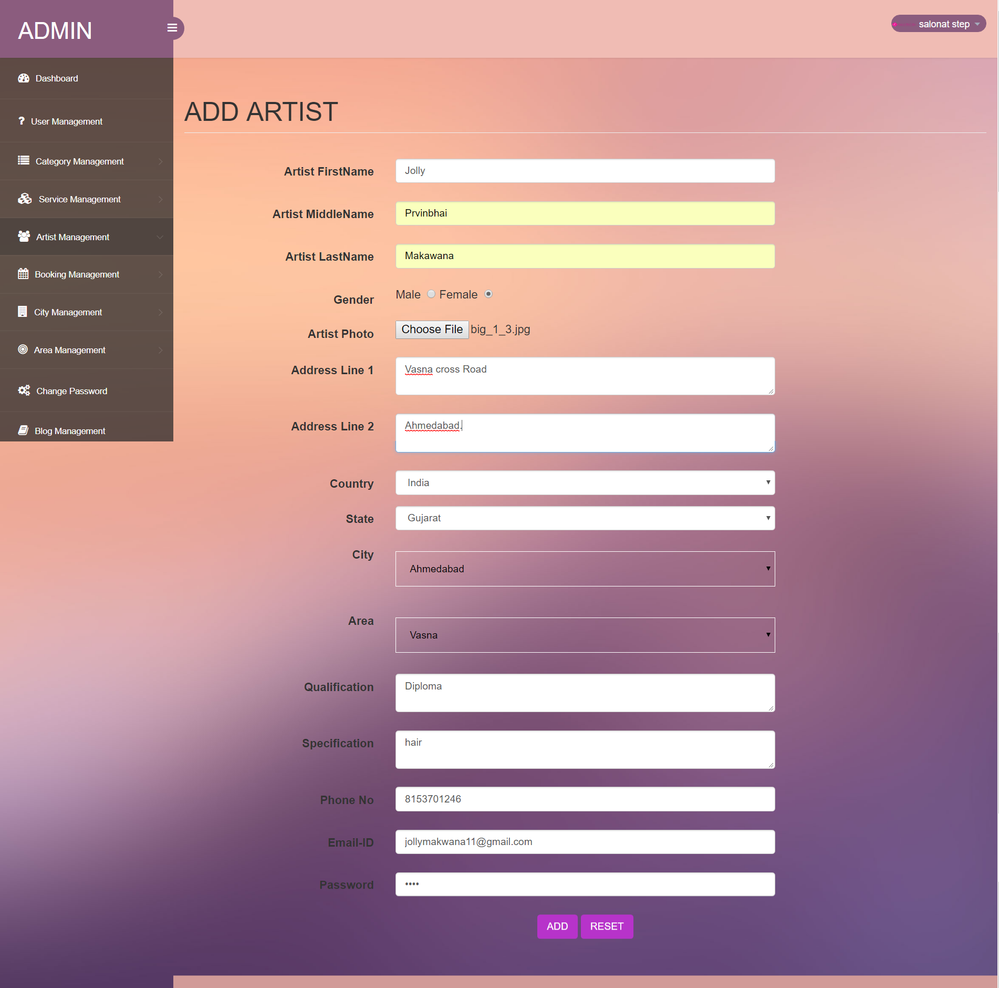 ADMIN
salonat step
Dashboard
User Management
Category Management
Service Management
Artist Management
Booking Management
City Management
Area Management
Change Password
Blog Management
ADD ARTIST
Artist FirstName Jolly
Artist MiddleName Prvinbhai
Artist LastName Makawana
Gender Male Female
Artist Photo Choose File big_1_3.jpg
Address Line 1 Vasna cross Road
Address Line 2 Ahmedabad.
Country India
State Gujarat
City Ahmedabad
Area Vasna
Qualification Diploma
Specification hair
Phone No 8153701246
Email-ID jollymakwana11@gmail.com
Password ••••
ADD RESET